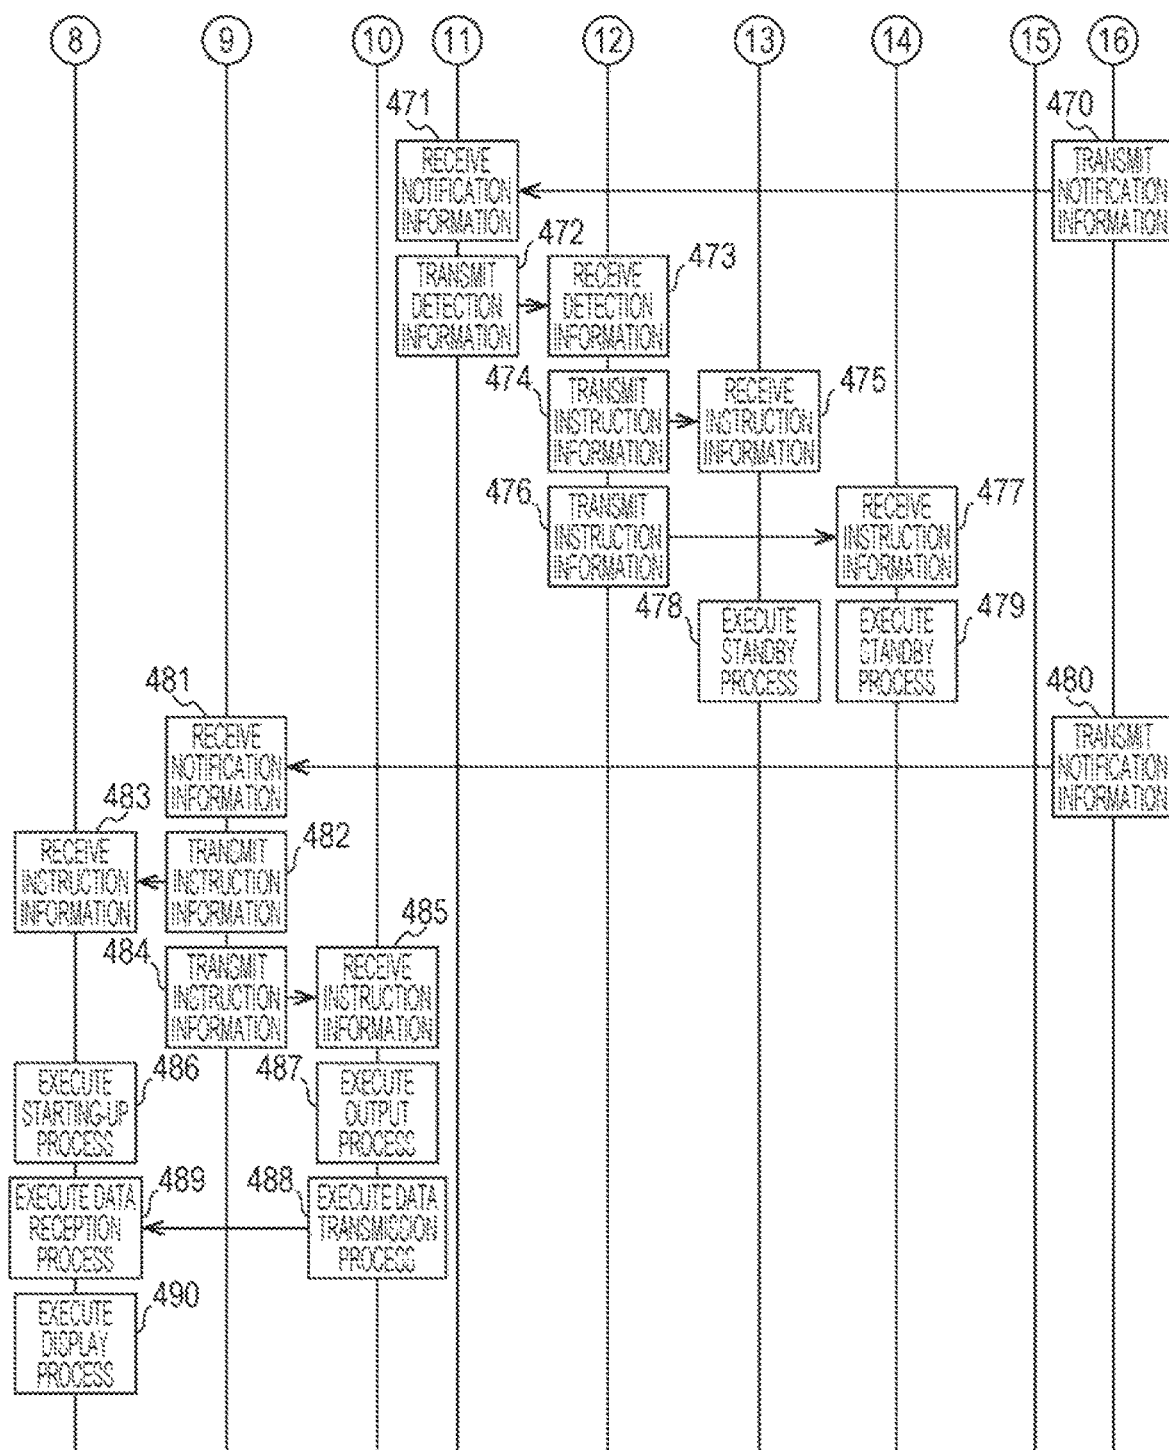 8 9 10 11 12 13 14 15 16
471
470
RECEIVE
NOTIFICATION
INFORMATION
TRANSMIT
NOTIFICATION
INFORMATION
472
473
TRANSMIT
DETECTION
INFORMATION
RECEIVE
DETECTION
INFORMATION
474
475
TRANSMIT
INSTRUCTION
INFORMATION
RECEIVE
INSTRUCTION
INFORMATION
476
477
TRANSMIT
INSTRUCTION
INFORMATION
RECEIVE
INSTRUCTION
INFORMATION
478
479
EXECUTE
STANDBY
PROCESS
EXECUTE
STANDBY
PROCESS
481
480
RECEIVE
NOTIFICATION
INFORMATION
TRANSMIT
NOTIFICATION
INFORMATION
483
482
RECEIVE
INSTRUCTION
INFORMATION
TRANSMIT
INSTRUCTION
INFORMATION
484
485
TRANSMIT
INSTRUCTION
INFORMATION
RECEIVE
INSTRUCTION
INFORMATION
486
487
EXECUTE
STARTING-UP
PROCESS
EXECUTE
OUTPUT
PROCESS
489
488
EXECUTE DATA
RECEPTION
PROCESS
EXECUTE DATA
TRANSMISSION
PROCESS
490
EXECUTE
DISPLAY
PROCESS